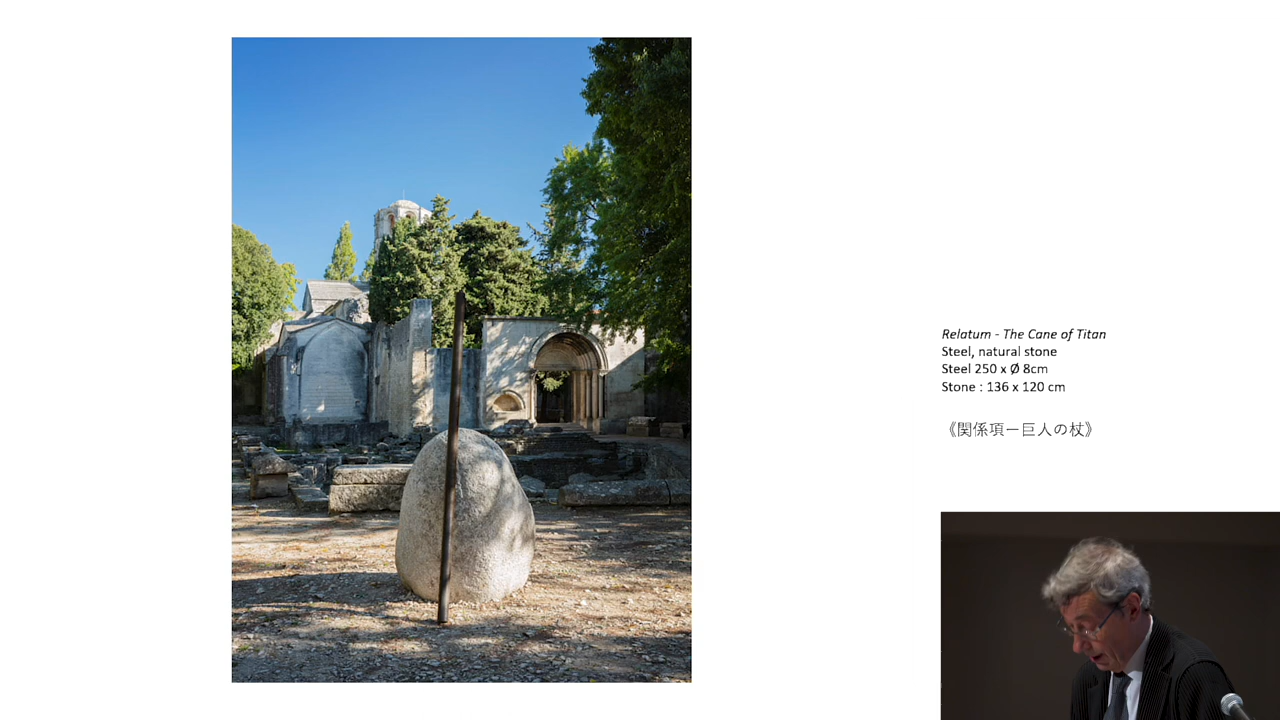 Relatum - The Cane of Titan
Steel, natural stone
Steel 250 x Ø 8cm
Stone : 136 x 120 cm
《関係項ー巨人の杖》